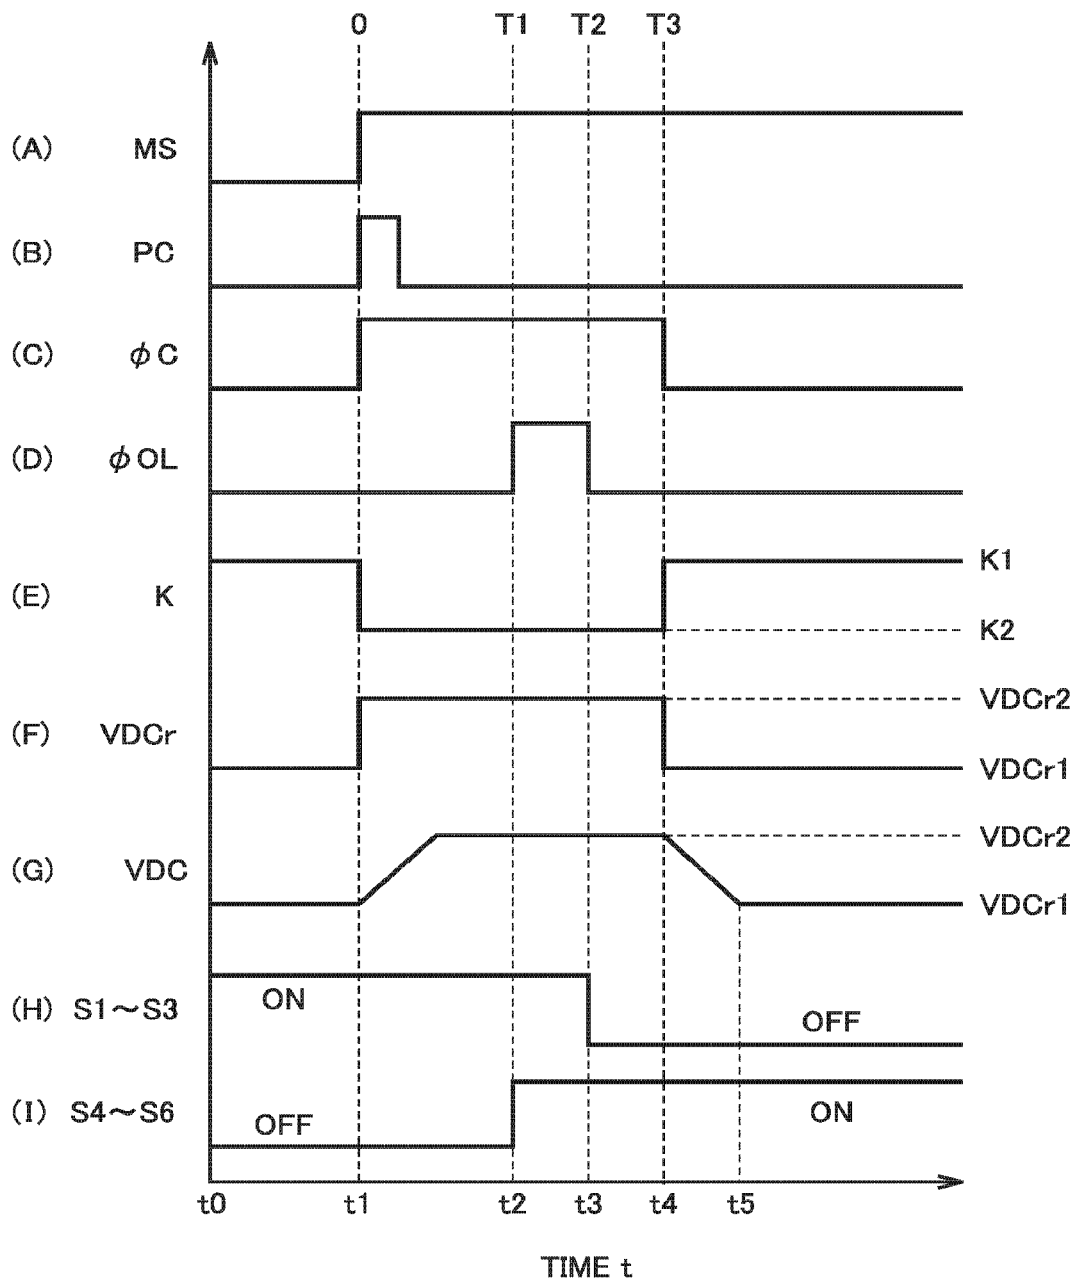 0 T1 T2 T3
(A) MS
(B) PC
(C) φC
(D) φOL
K1
(E) K
K2
VDCr2
(F) VDCr
VDCr1
VDCr2
(G) VDC
VDCr1
ON
(H) S1~S3
OFF
(I) S4~S6 ON
OFF
t0 t1 t2 t3 t4 t5
TIME t